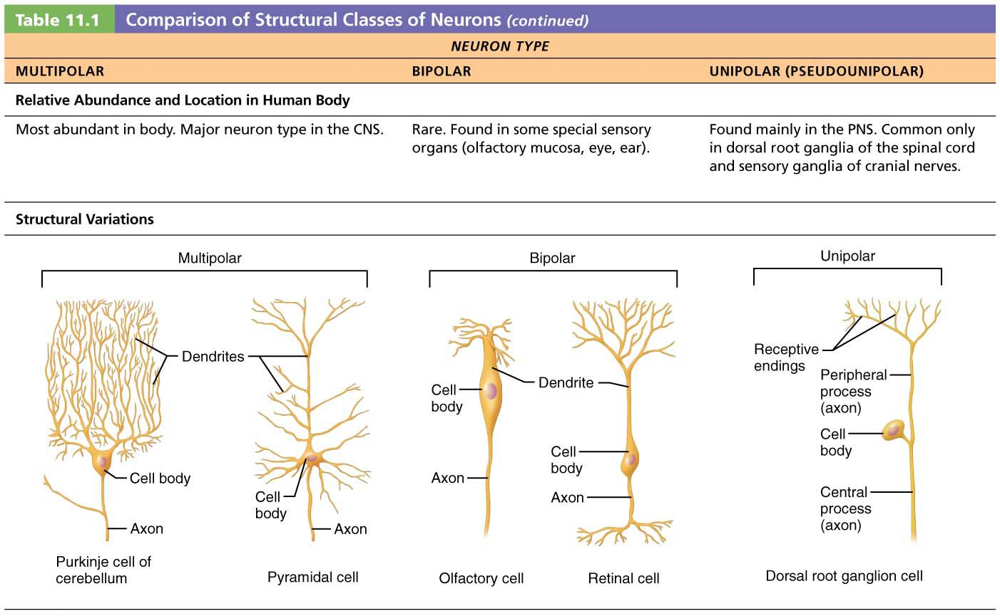 Table 11.1 Comparison of Structural Classes of Neurons (continued)
NEURON TYPE
MULTIPOLAR
BIPOLAR
UNIPOLAR (PSEUDOUNIPOLAR)
Relative Abundance and Location in Human Body
Most abundant in body. Major neuron type in the CNS.
Rare. Found in some special sensory
organs (olfactory mucosa, eye, ear).
Found mainly in the PNS. Common only
in dorsal root ganglia of the spinal cord
and sensory ganglia of cranial nerves.
Structural Variations
Multipolar
Dendrites
Cell body
Axon
Purkinje cell of
cerebellum
Cell
body
Axon
Pyramidal cell
Bipolar
Dendrite
Cell
body
Axon
Olfactory cell
Cell
body
Axon
Retinal cell
Unipolar
Receptive
endings
Peripheral
process
(axon)
Cell
body
Central
process
(axon)
Dorsal root ganglion cell